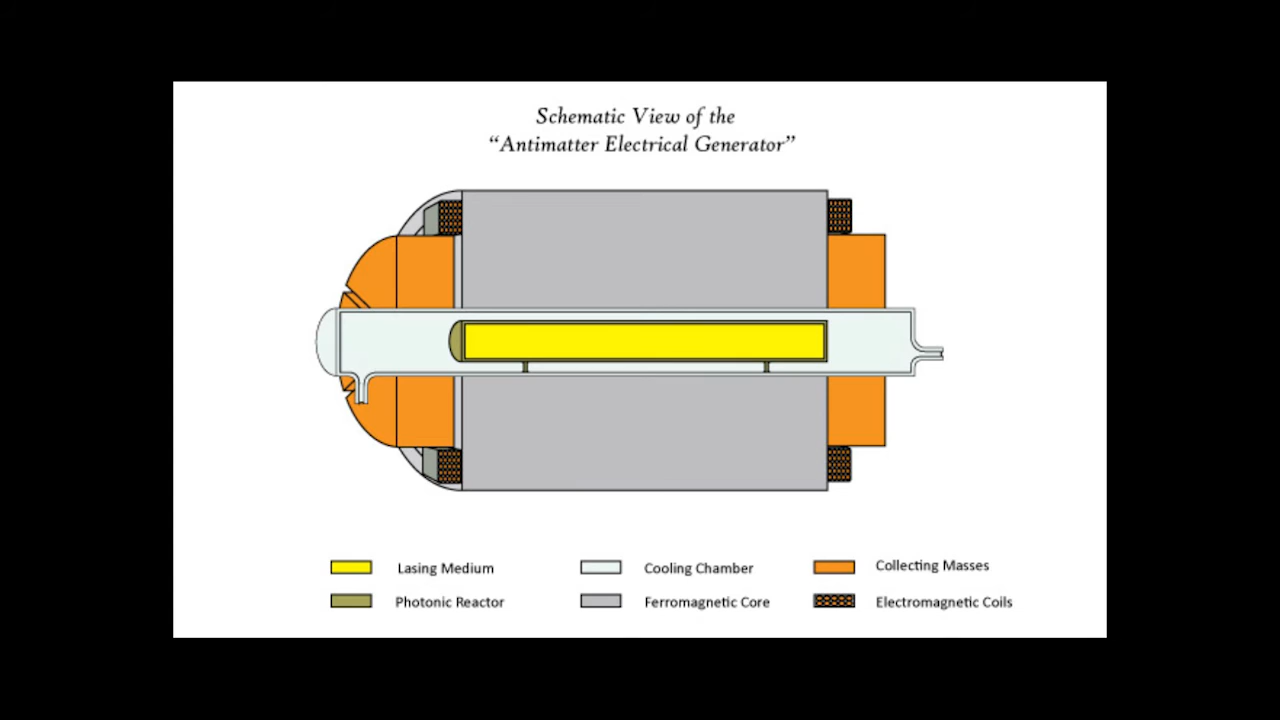 Schematic View of the
“Antimatter Electrical Generator”
Lasing Medium
Cooling Chamber
Collecting Masses
Photonic Reactor
Ferromagnetic Core
Electromagnetic Coils